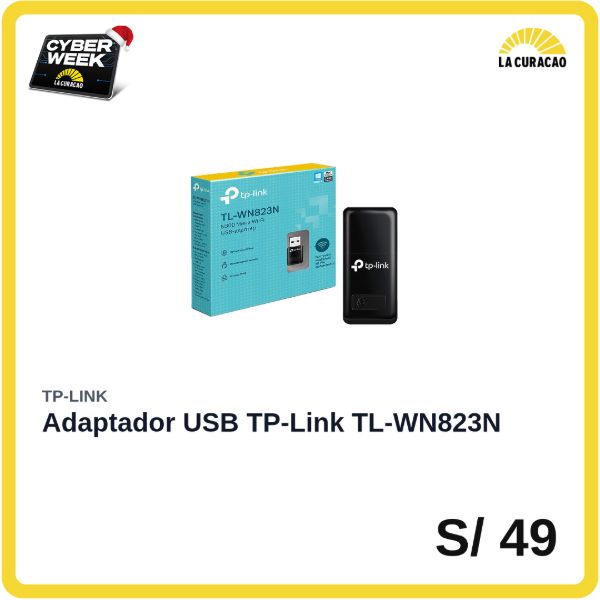 CYBER
WEEK
LA CURACAO
LA CURACAO
tp-link
TL-WN823N
tp-link
TP-LINK
Adaptador USB TP-Link TL-WN823N
S/ 49